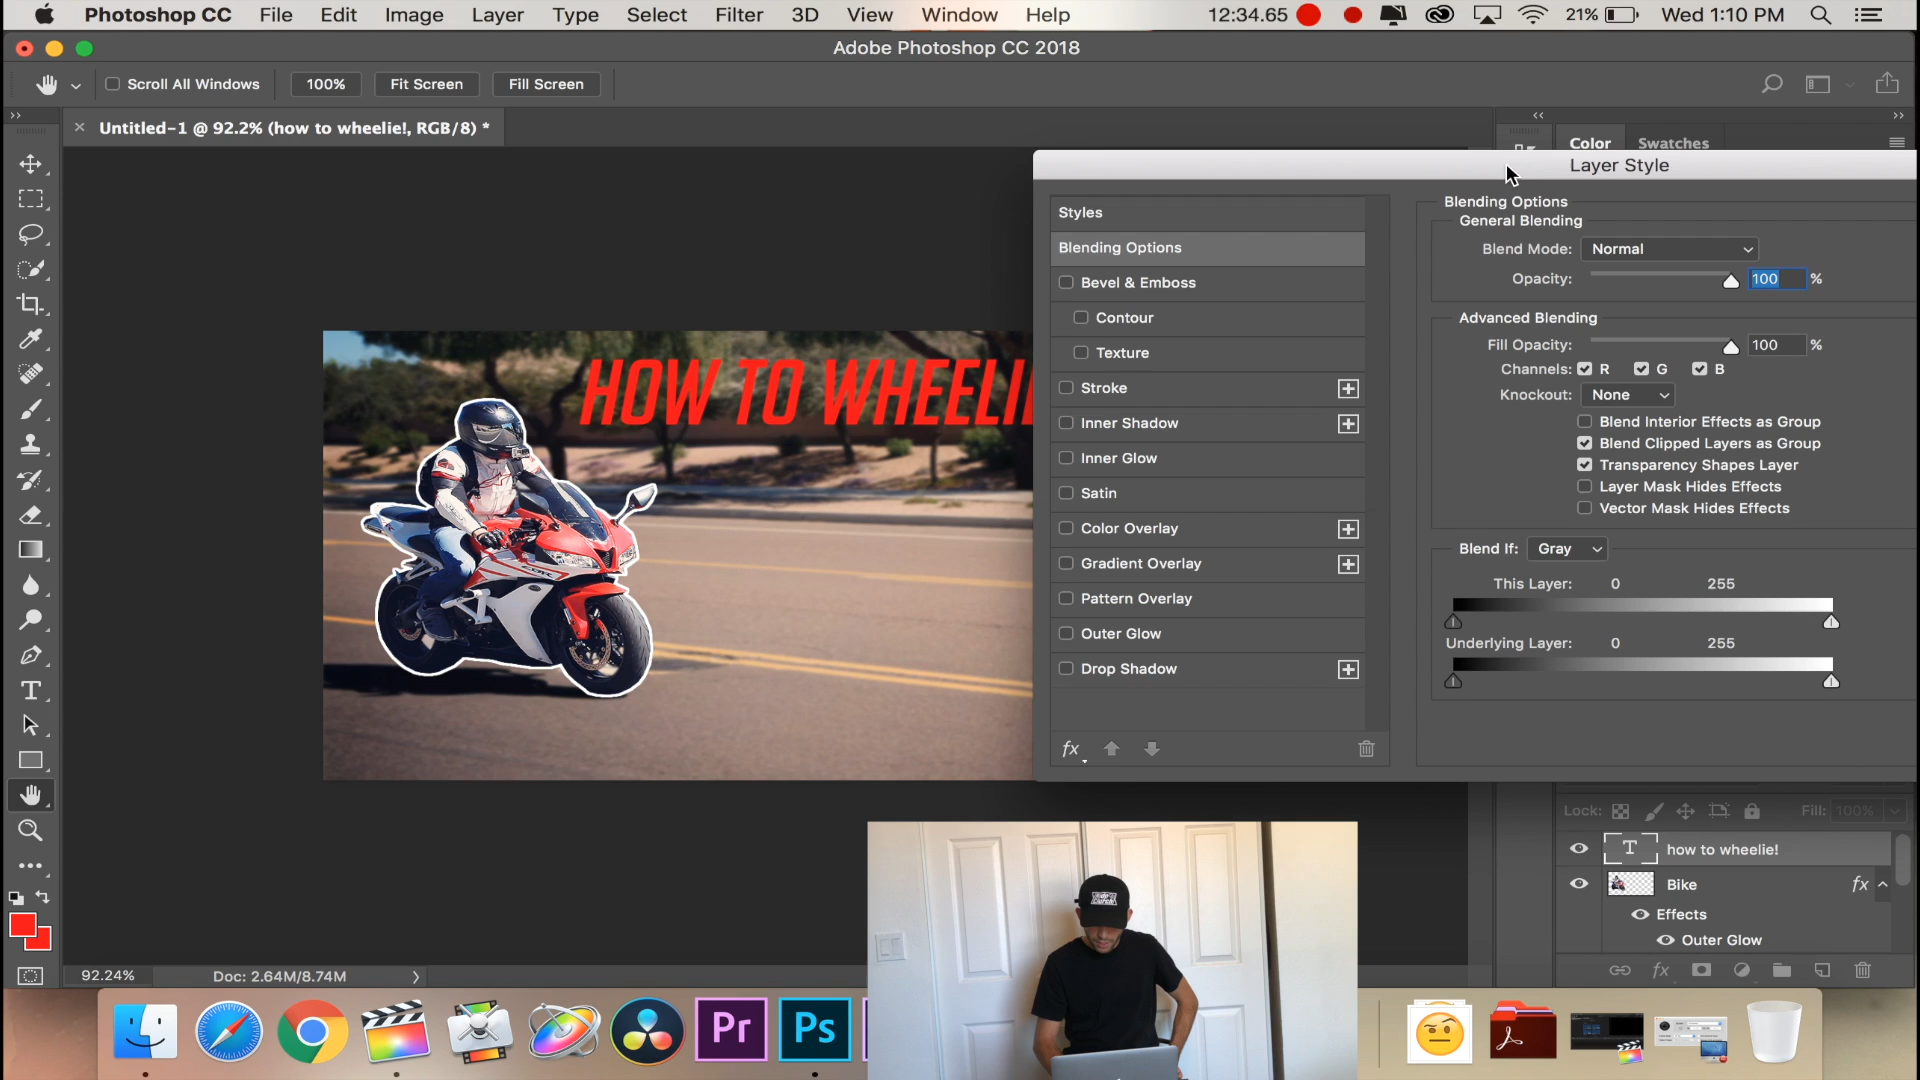 Photoshop CC File Edit Image Layer Type Select Filter 3D View Window Help 12:34.65 21% Wed 1:10 PM
Adobe Photoshop CC 2018
Scroll All Windows 100% Fit Screen Fill Screen
Untitled-1 @ 92.2% (how to wheelie!, RGB/8) *
Color Swatches
Layer Style
Styles
Blending Options
Bevel & Emboss
Contour
Texture
Stroke
Inner Shadow
Inner Glow
Satin
Color Overlay
Gradient Overlay
Pattern Overlay
Outer Glow
Drop Shadow
fx
Blending Options
General Blending
Blend Mode: Normal
Opacity: 100 %
Advanced Blending
Fill Opacity: 100 %
Channels: R G B
Knockout: None
Blend Interior Effects as Group
Blend Clipped Layers as Group
Transparency Shapes Layer
Layer Mask Hides Effects
Vector Mask Hides Effects
Blend If: Gray
This Layer: 0 255
Underlying Layer: 0 255
HOW TO WHEELI
Lock: Fill: 100%
T how to wheelie!
Bike fx
Effects
Outer Glow
fx
92.24% Doc: 2.64M/8.74M
Pr Ps